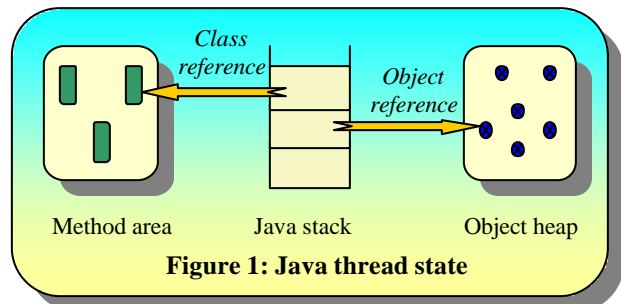 Class
reference
Object
reference
Method area
Java stack
Object heap
Figure 1: Java thread state